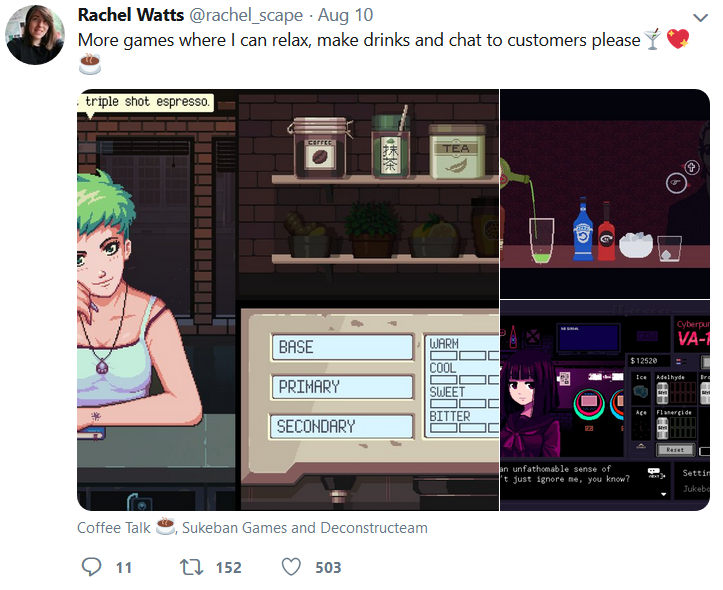 Rachel Watts @rachel_scape · Aug 10
More games where I can relax, make drinks and chat to customers please🍸💖
☕
triple shot espresso.
COFFEE
抹茶
TEA
BASE
PRIMARY
SECONDARY
WARM
COOL
SWEET
BITTER
Cyberpun
VA-1
$12520
Ice
Adelhyde
Bro
Age
Flanergide
Reset
an unfathomable sense of
't just ignore me, you know?
NEXT
Settin
Jukebo
Coffee Talk ☕, Sukeban Games and Deconstructeam
11 152 503